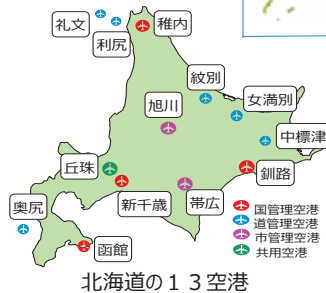 礼文
利尻
稚内
紋別
旭川
女満別
中標津
丘珠
釧路
新千歳
帯広
奥尻
函館
国管理空港
道管理空港
市管理空港
共用空港
北海道の１３空港